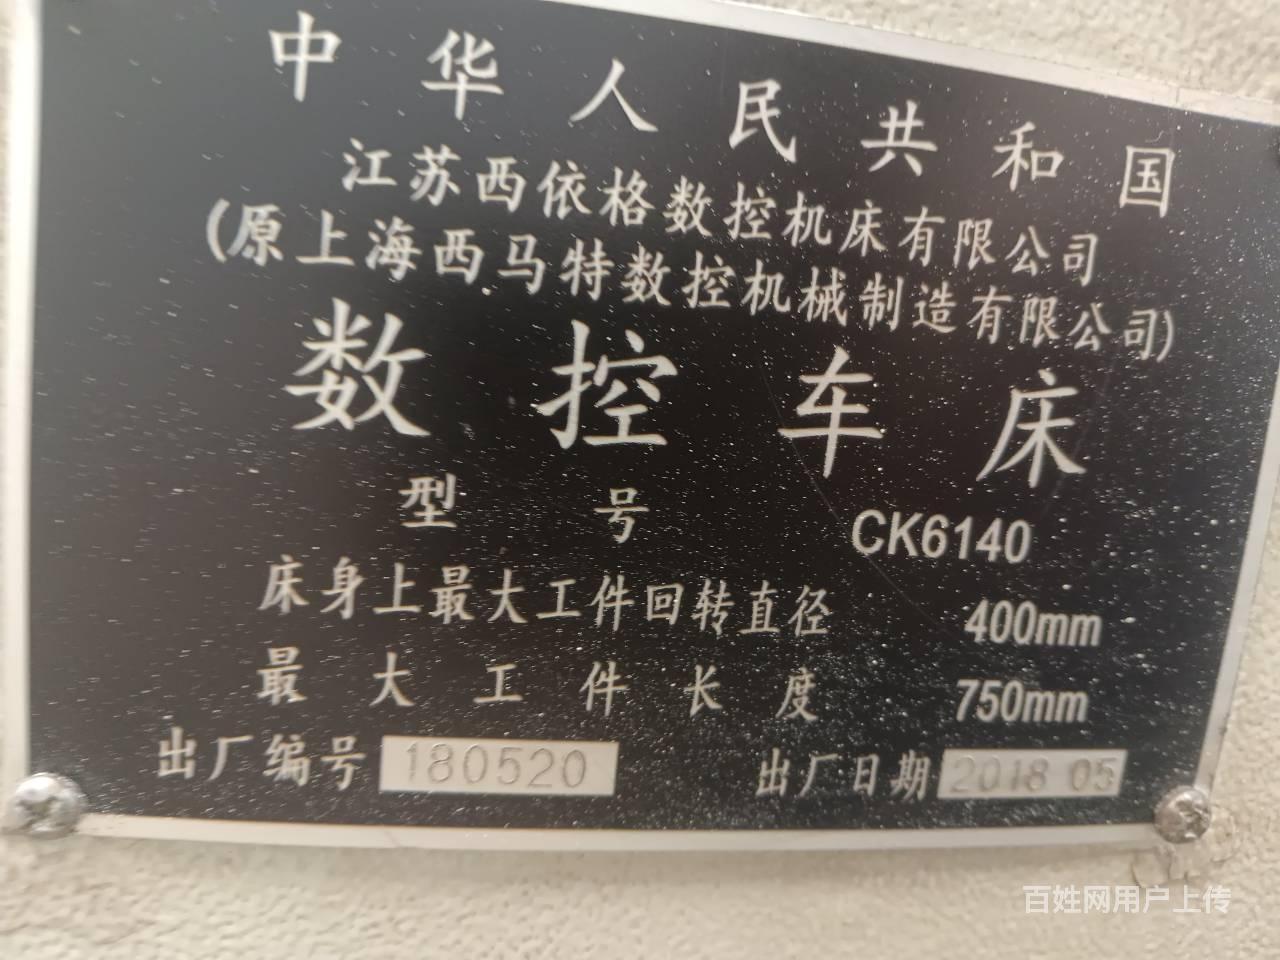 中华人民共和国
江苏西依格数控机床有限公司
(原上海西马特数控机械制造有限公司)
数控车床
型号 CK6140
床身上最大工件回转直径 400mm
最大工件长度 750mm
出厂编号 180520 出厂日期 2018 05
百姓网用户上传